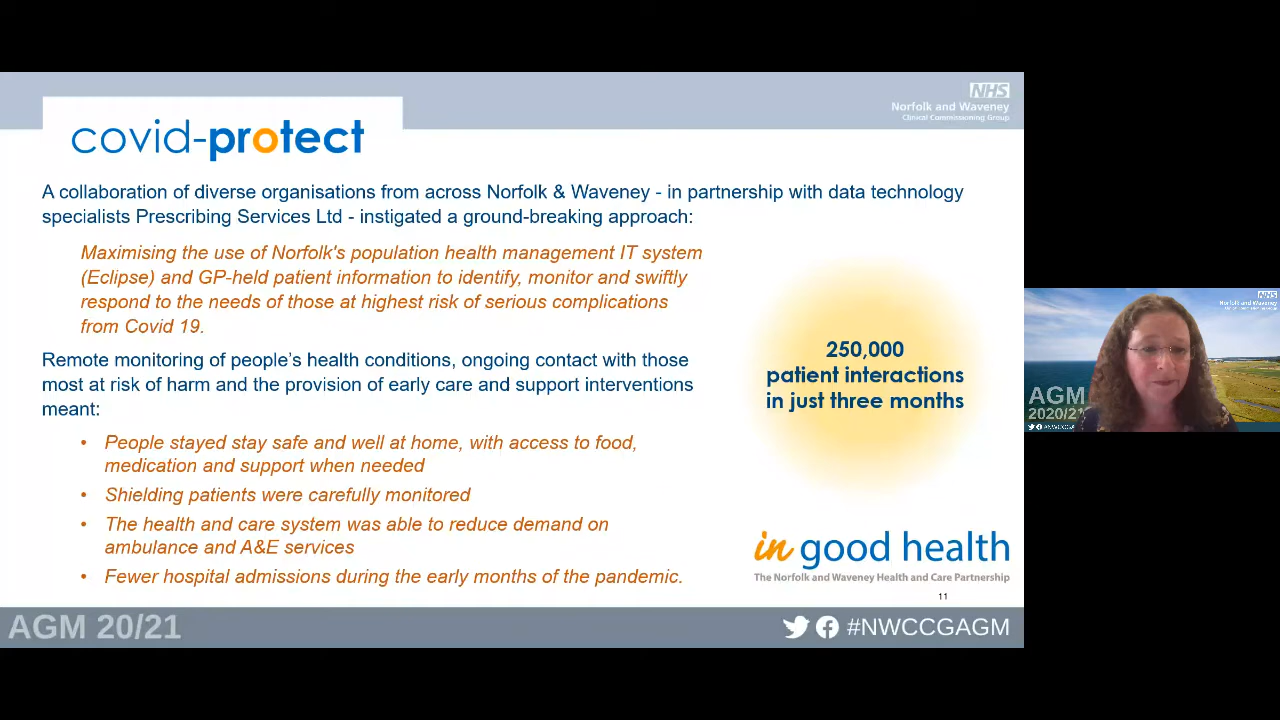 NHS
Norfolk and Waveney
Clinical Commissioning Group
covid-protect
A collaboration of diverse organisations from across Norfolk & Waveney - in partnership with data technology
specialists Prescribing Services Ltd - instigated a ground-breaking approach:
Maximising the use of Norfolk's population health management IT system
(Eclipse) and GP-held patient information to identify, monitor and swiftly
respond to the needs of those at highest risk of serious complications
from Covid 19.
Remote monitoring of people's health conditions, ongoing contact with those
most at risk of harm and the provision of early care and support interventions
meant:
• People stayed stay safe and well at home, with access to food,
medication and support when needed
• Shielding patients were carefully monitored
• The health and care system was able to reduce demand on
ambulance and A&E services
• Fewer hospital admissions during the early months of the pandemic.
250,000
patient interactions
in just three months
in good health
The Norfolk and Waveney Health and Care Partnership
11
AGM 20/21
#NWCCGAGM
NHS
Norfolk and Waveney
AGM
2020/21
#NWCCGA